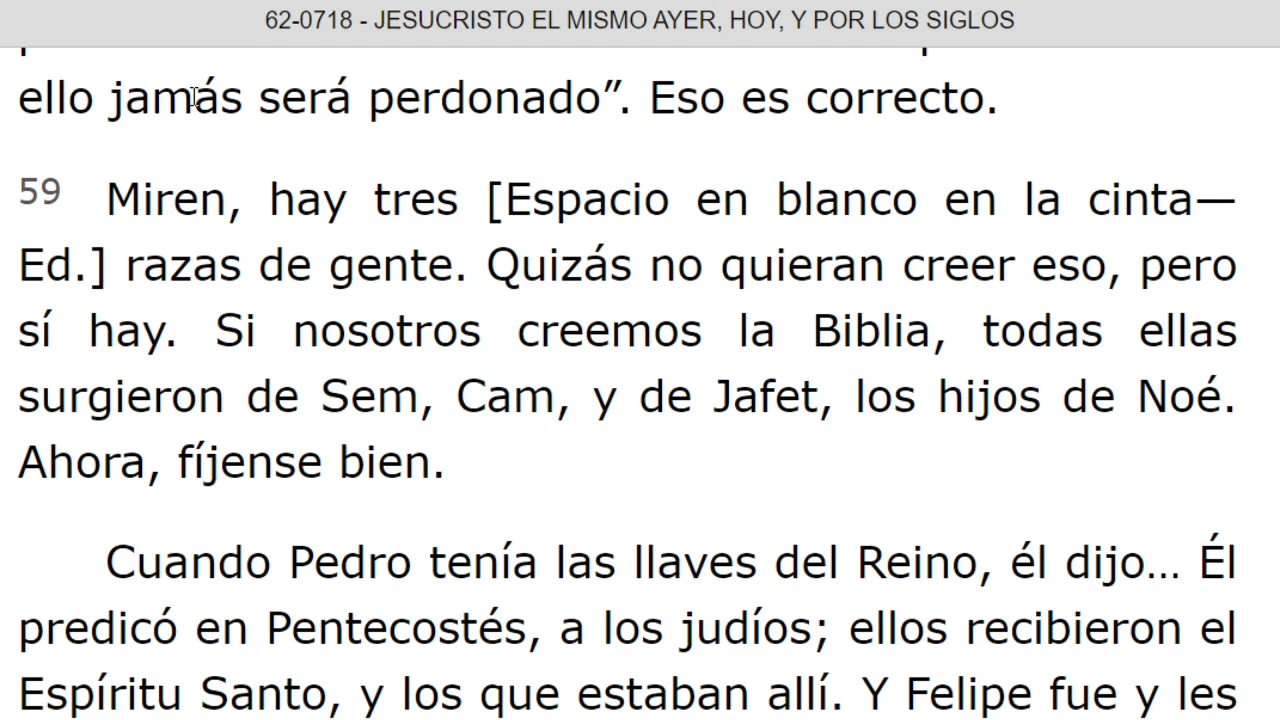 62-0718 - JESUCRISTO EL MISMO AYER, HOY, Y POR LOS SIGLOS
ello jamás será perdonado”. Eso es correcto.
59 Miren, hay tres [Espacio en blanco en la cinta—
Ed.] razas de gente. Quizás no quieran creer eso, pero
sí hay. Si nosotros creemos la Biblia, todas ellas
surgieron de Sem, Cam, y de Jafet, los hijos de Noé.
Ahora, fíjense bien.
Cuando Pedro tenía las llaves del Reino, él dijo… Él
predicó en Pentecostés, a los judíos; ellos recibieron el
Espíritu Santo, y los que estaban allí. Y Felipe fue y les